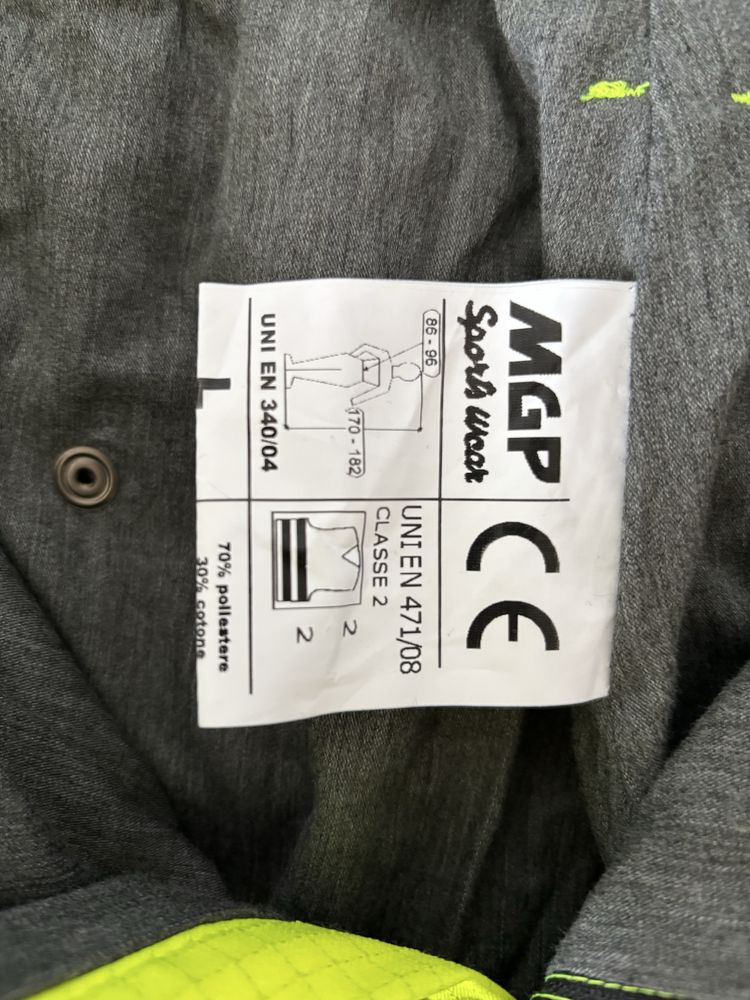 MGP
Sports wear
CE
86 - 96
170 - 182
UNI EN 340/04
UNI EN 471/08
CLASSE 2
2
2
L
70% poliestere
30% cotone